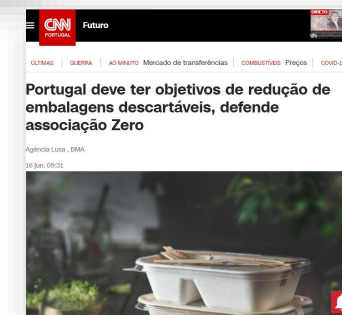 CNN
PORTUGAL
Futuro
DIRETO
ÚLTIMAS GUERRA AO MINUTO Mercado de transferências COMBUSTÍVEIS Preços COVID-1
Portugal deve ter objetivos de redução de
embalagens descartáveis, defende
associação Zero
Agência Lusa , BMA
16 jun, 09:31